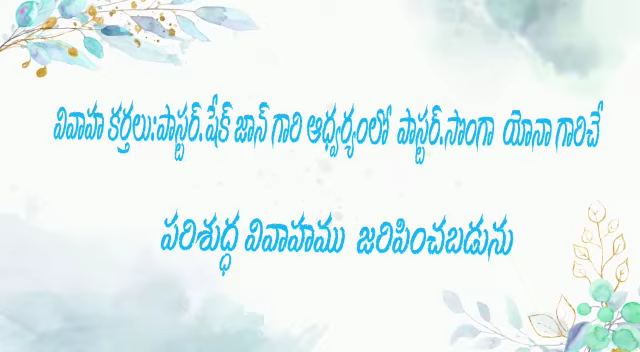 వివాహ కర్తలు:పాస్టర్.షేక్ జాన్ గారి ఆధ్వర్యంలో పాస్టర్.సొంగా యోనా గారిచే
పరిశుద్ధ వివాహము జరిపించబడును